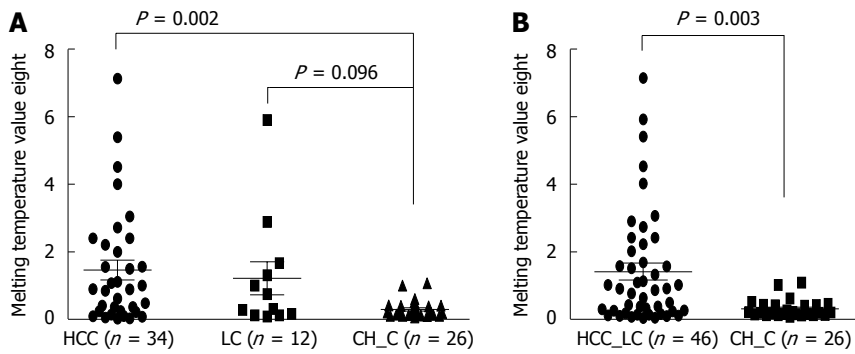 A
P = 0.002
P = 0.096
Melting temperature value eight
8
6
4
2
0
HCC (n = 34)
LC (n = 12)
CH_C (n = 26)
B
P = 0.003
Melting temperature value eight
8
6
4
2
0
HCC_LC (n = 46)
CH_C (n = 26)